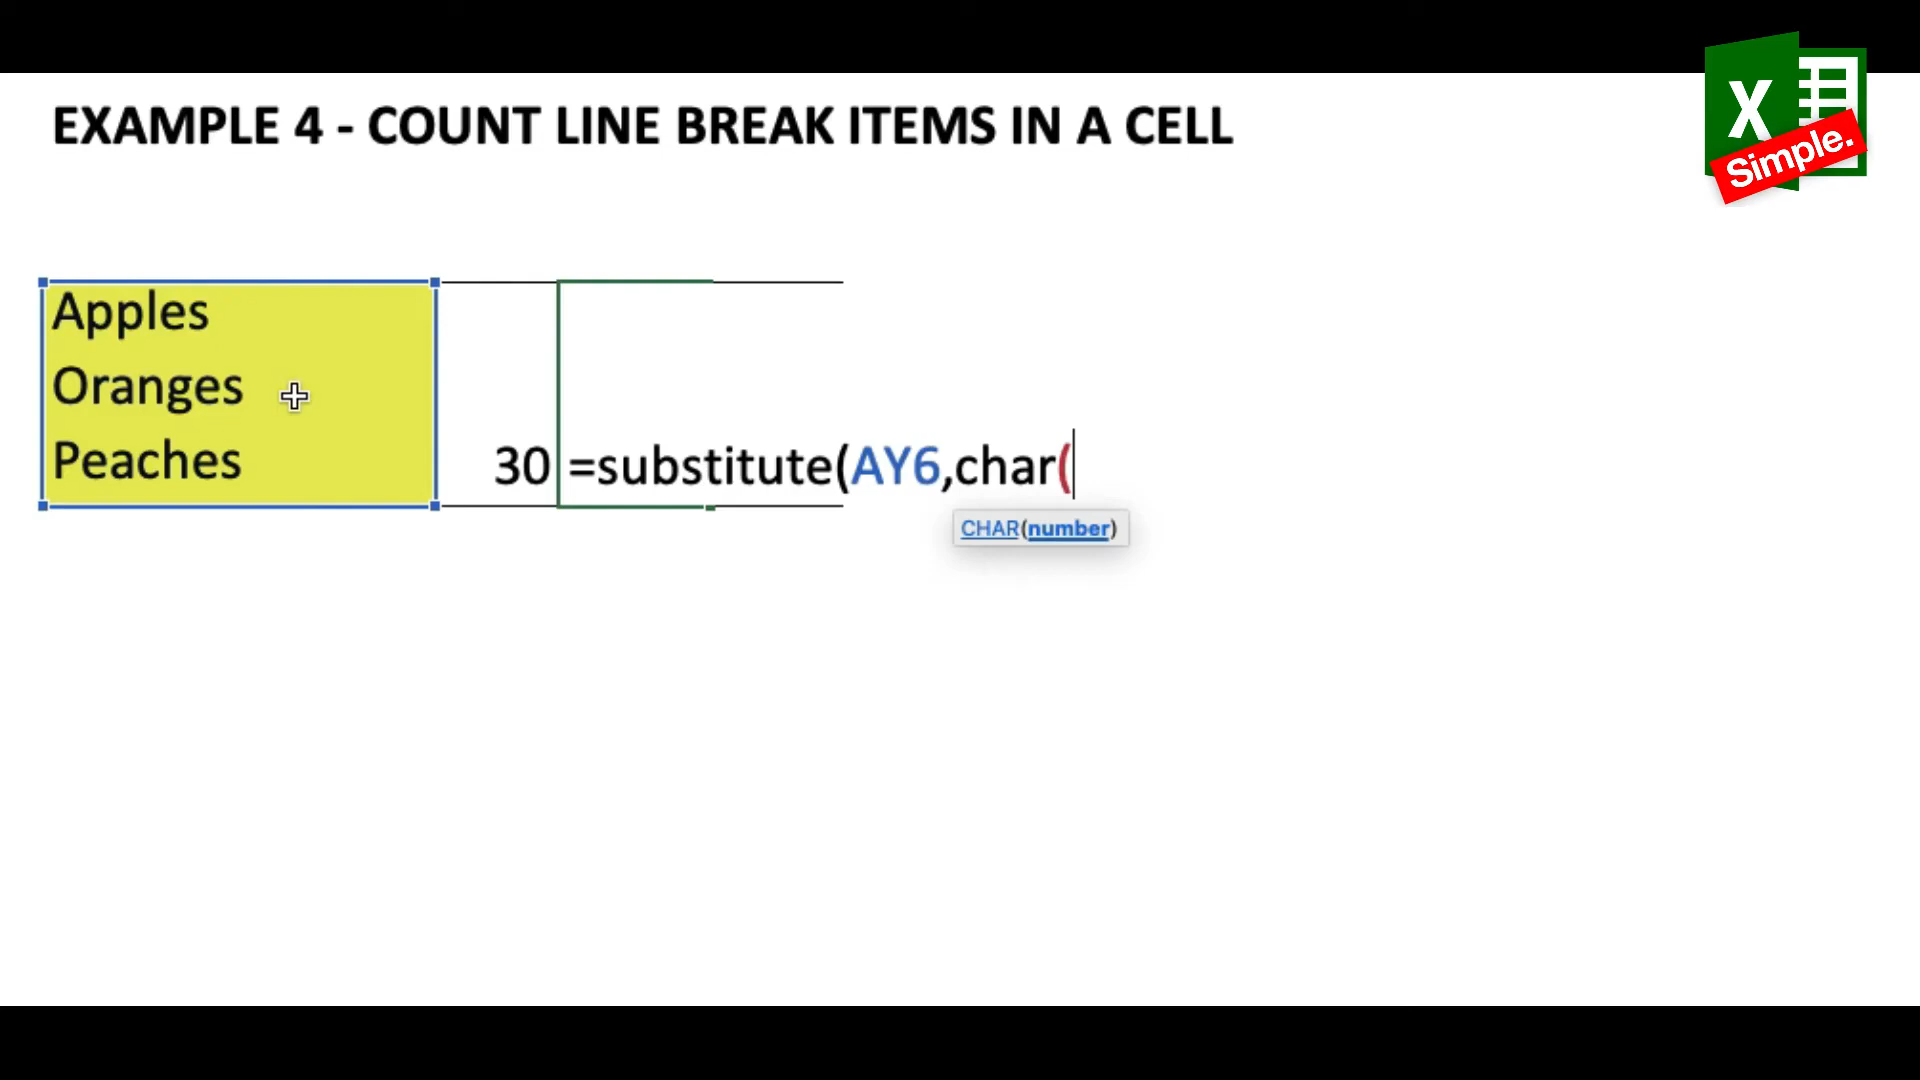 EXAMPLE 4 - COUNT LINE BREAK ITEMS IN A CELL
X
Simple.
Apples
Oranges
Peaches
30 =substitute(AY6,char(
CHAR(number)